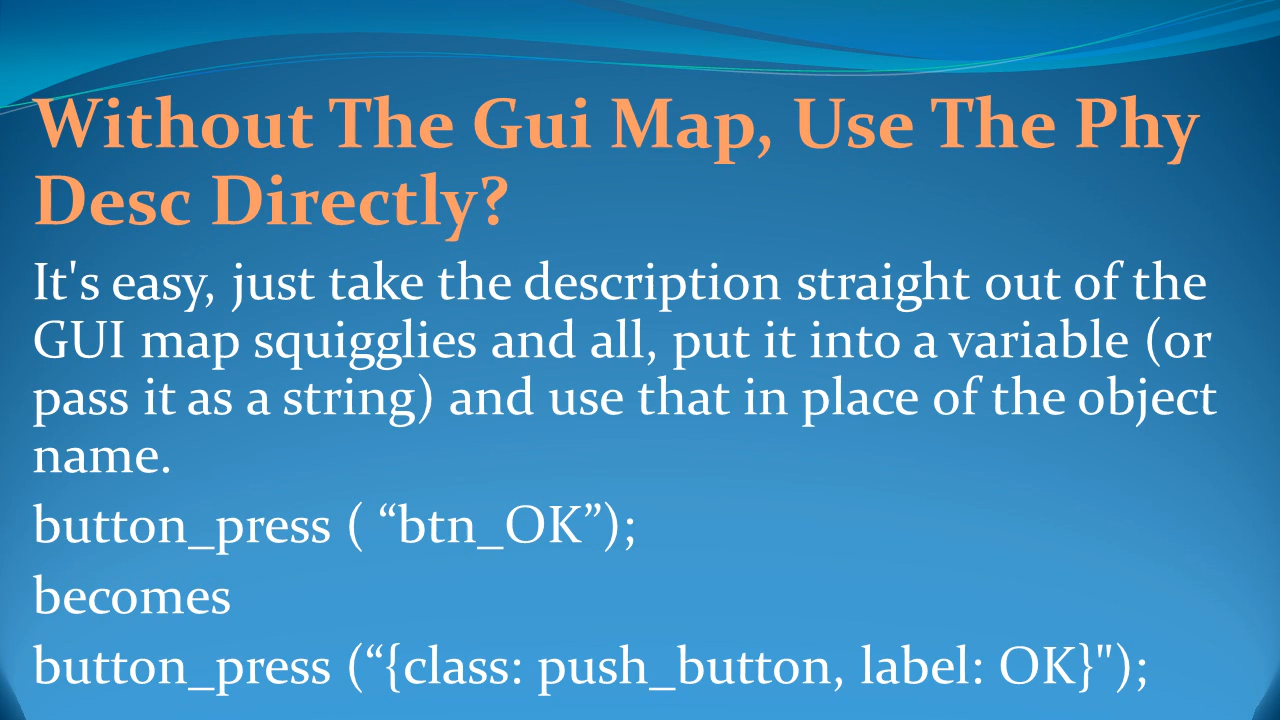 Without The Gui Map, Use The Phy
Desc Directly?
It's easy, just take the description straight out of the
GUI map squigglies and all, put it into a variable (or
pass it as a string) and use that in place of the object
name.
button_press ( “btn_OK”);
becomes
button_press (“{class: push_button, label: OK}");